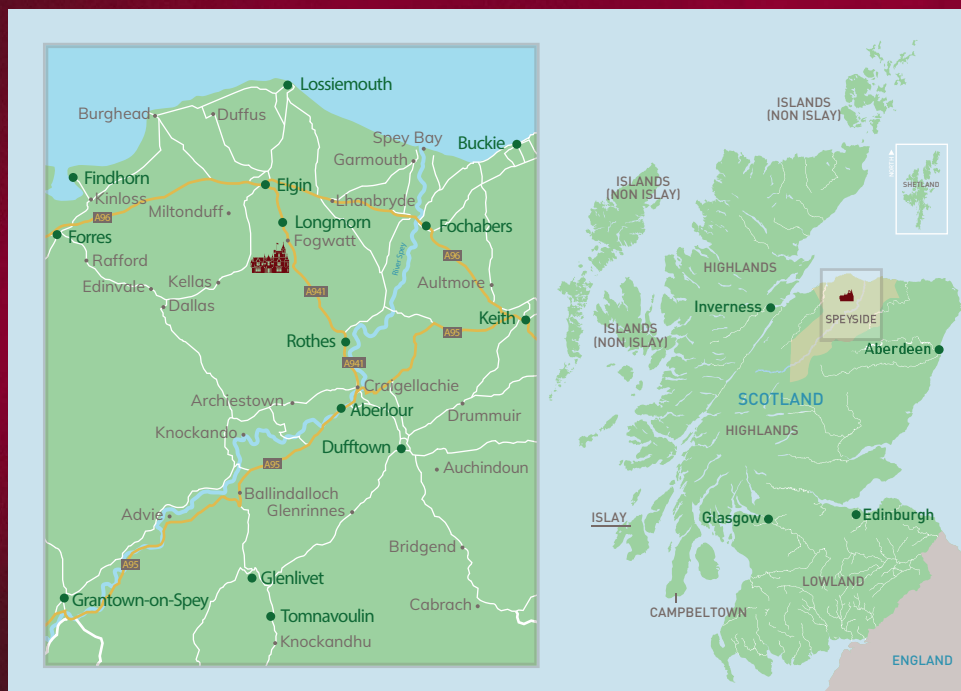 Lossiemouth
Burghead
Duffus
Spey Bay
Buckie
Garmouth
Findhorn
Elgin
Kinloss
Lhanbryde
Miltonduff
A96
Longmorn
Fochabers
Forres
Fogwatt
River Spey
A96
Rafford
Edinvale
Kellas
Aultmore
A941
Dallas
Keith
A95
Rothes
A941
Craigellachie
Archiestown
Aberlour
Drummuir
Knockando
Dufftown
A95
Auchindoun
Ballindalloch
Glenrinnes
Advie
Bridgend
A95
Glenlivet
Grantown-on-Spey
Cabrach
Tomnavoulin
Knockandhu
ISLANDS
(NON ISLAY)
ISLANDS
(NON ISLAY)
SHETLAND
HIGHLANDS
Inverness
SPEYSIDE
ISLANDS
(NON ISLAY)
Aberdeen
SCOTLAND
HIGHLANDS
ISLAY
Glasgow
Edinburgh
LOWLAND
CAMPBELTOWN
ENGLAND